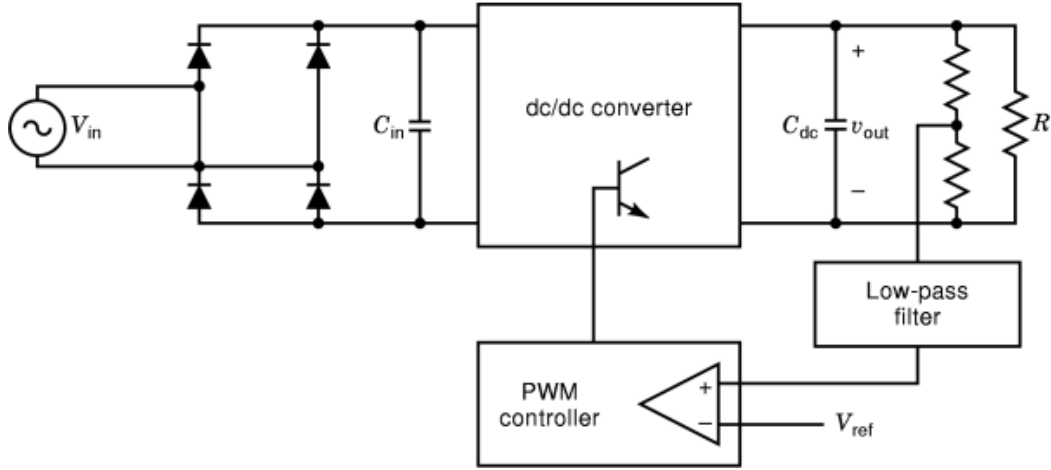 V_in
C_in
dc/dc converter
C_dc
+
v_out
−
R
Low-pass
filter
PWM
controller
+
−
V_ref